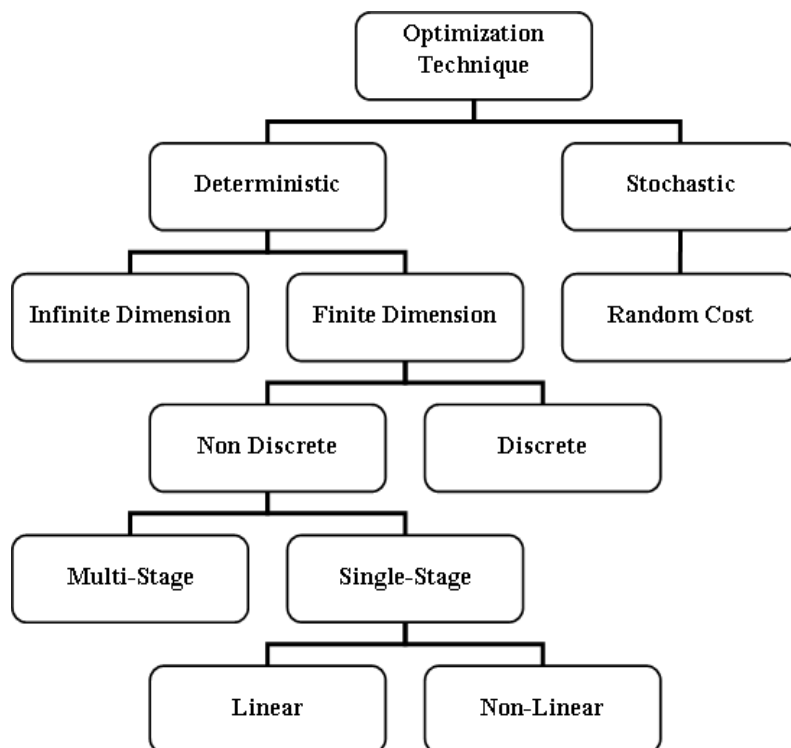 Optimization
Technique
Deterministic
Stochastic
Infinite Dimension
Finite Dimension
Random Cost
Non Discrete
Discrete
Multi-Stage
Single-Stage
Linear
Non-Linear